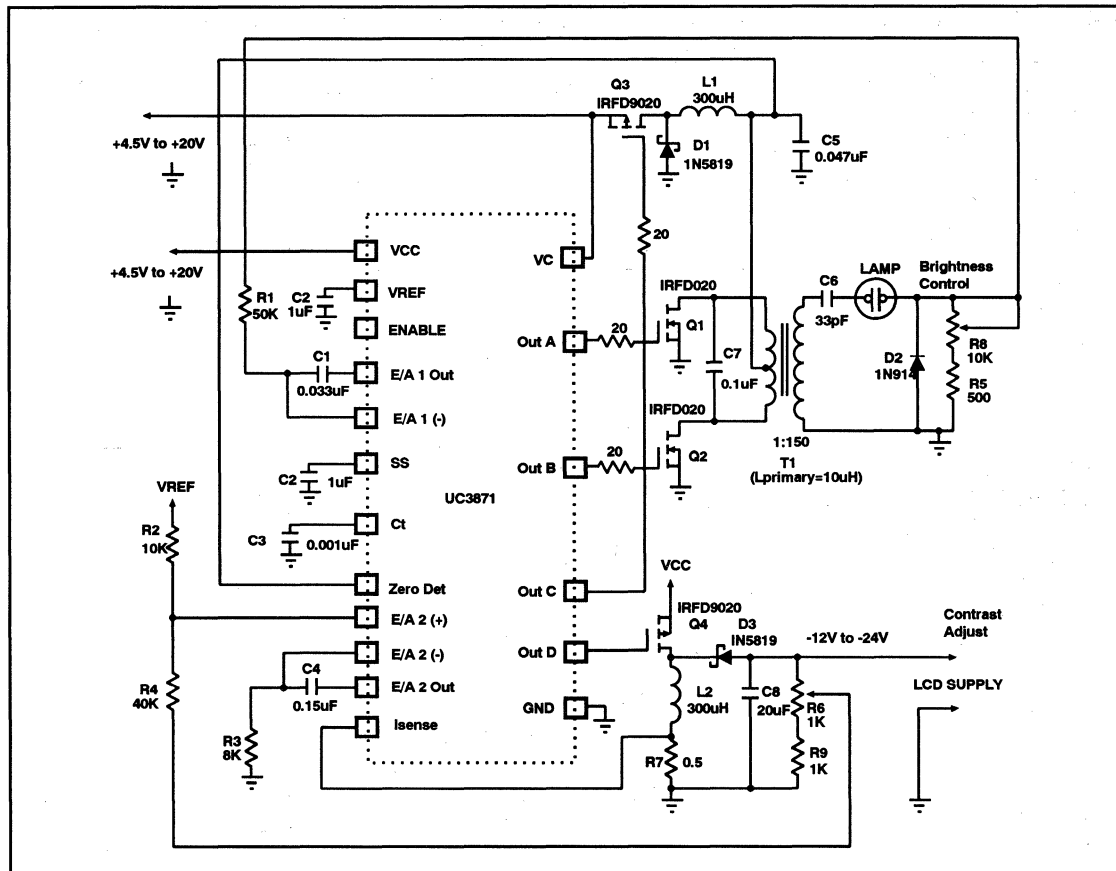 Q3
IRFD9020
L1
300uH
+4.5V to +20V
D1
1N5819
C5
0.047uF
20
VCC
VC
+4.5V to +20V
R1
50K
C2
1uF
VREF
ENABLE
C1
0.033uF
E/A 1 Out
E/A 1 (-)
Out A
20
IRFD020
Q1
C7
0.1uF
C6
33pF
LAMP
Brightness
Control
D2
1N914
R8
10K
R5
500
IRFD020
Q2
1:150
T1
(Lprimary=10uH)
Out B
20
C2
1uF
SS
UC3871
VREF
R2
10K
C3
0.001uF
Ct
Zero Det
Out C
E/A 2 (+)
E/A 2 (-)
Out D
VCC
IRFD9020
Q4
D3
IN5819
-12V to -24V
Contrast
Adjust
LCD SUPPLY
R4
40K
C4
0.15uF
E/A 2 Out
R3
8K
Isense
GND
L2
300uH
C8
20uF
R6
1K
R7
0.5
R9
1K